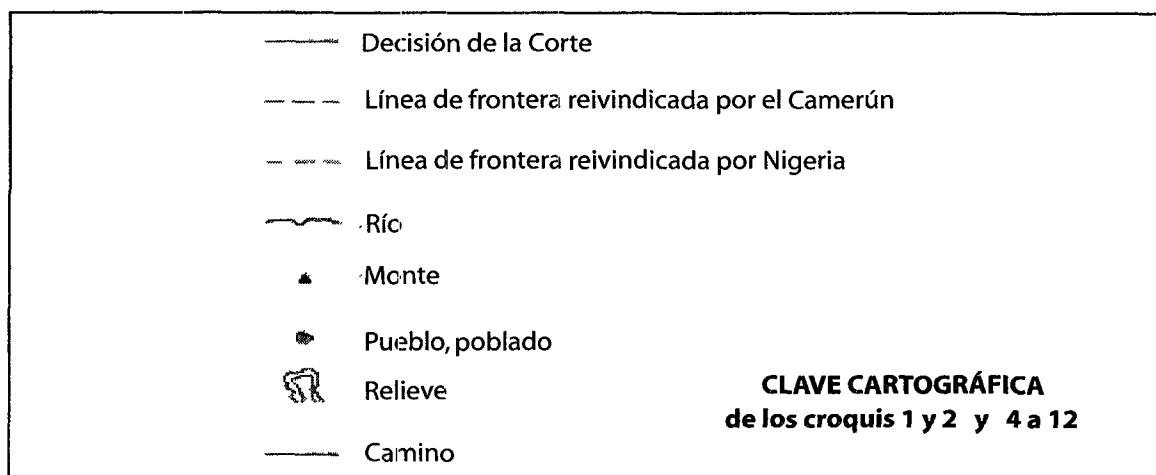 Decisión de la Corte
Línea de frontera reivindicada por el Camerún
Línea de frontera reivindicada por Nigeria
Río
Monte
Pueblo, poblado
Relieve
CLAVE CARTOGRÁFICA
de los croquis 1 y 2 y 4 a 12
Camino